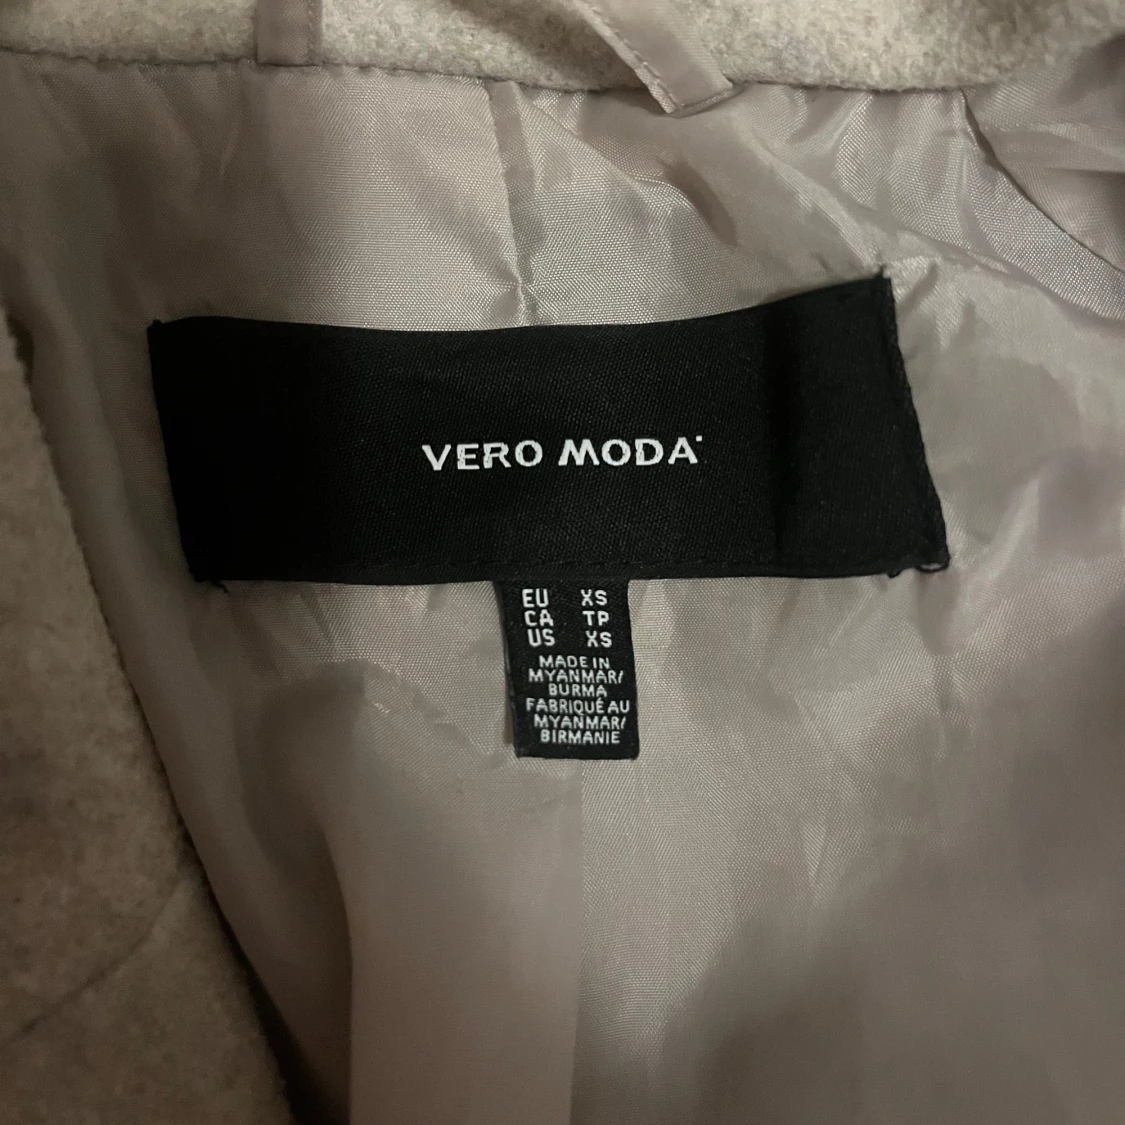 VERO MODA
EU XS
CA TP
US XS
MADE IN
MYANMAR/
BURMA
FABRIQUÉ AU
MYANMAR/
BIRMANIE